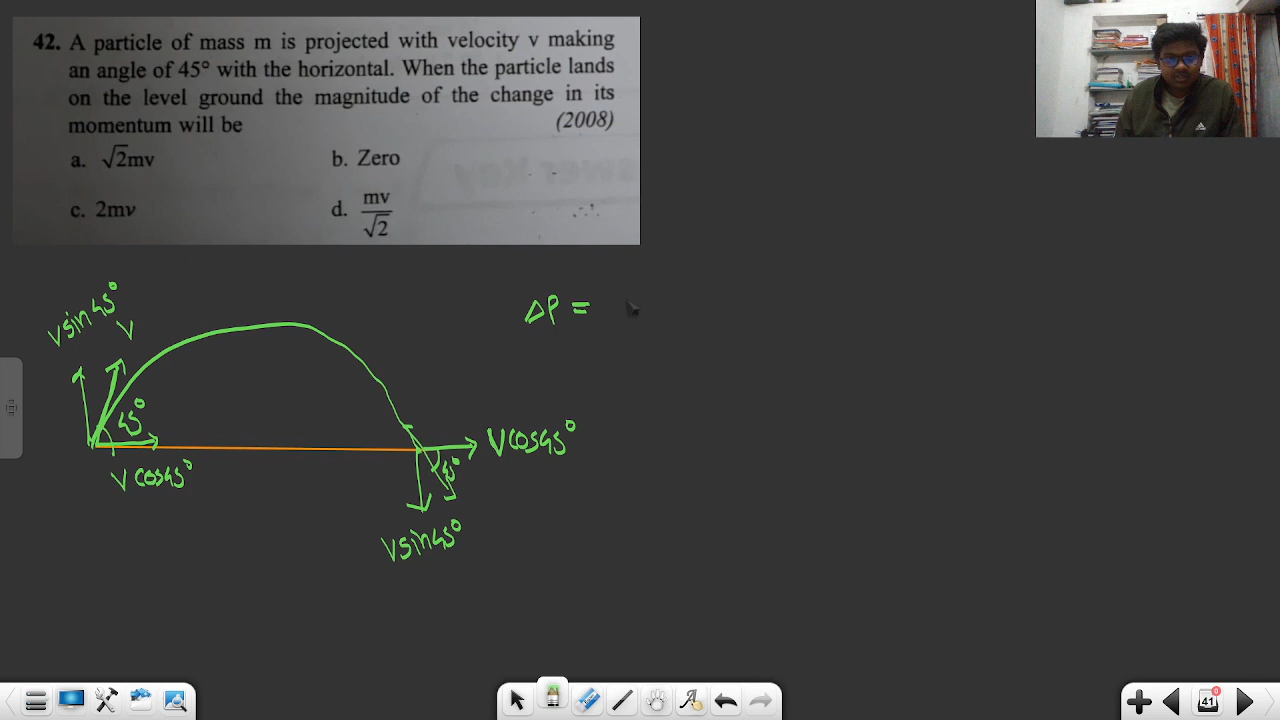 42. A particle of mass m is projected with velocity v making
an angle of 45° with the horizontal. When the particle lands
on the level ground the magnitude of the change in its
momentum will be (2008)
a. √2mv b. Zero
c. 2mv d. mv/√2
Vsin45°
V
ΔP =
45°
Vcos45°
Vcos45°
45°
Vsin45°
41
0